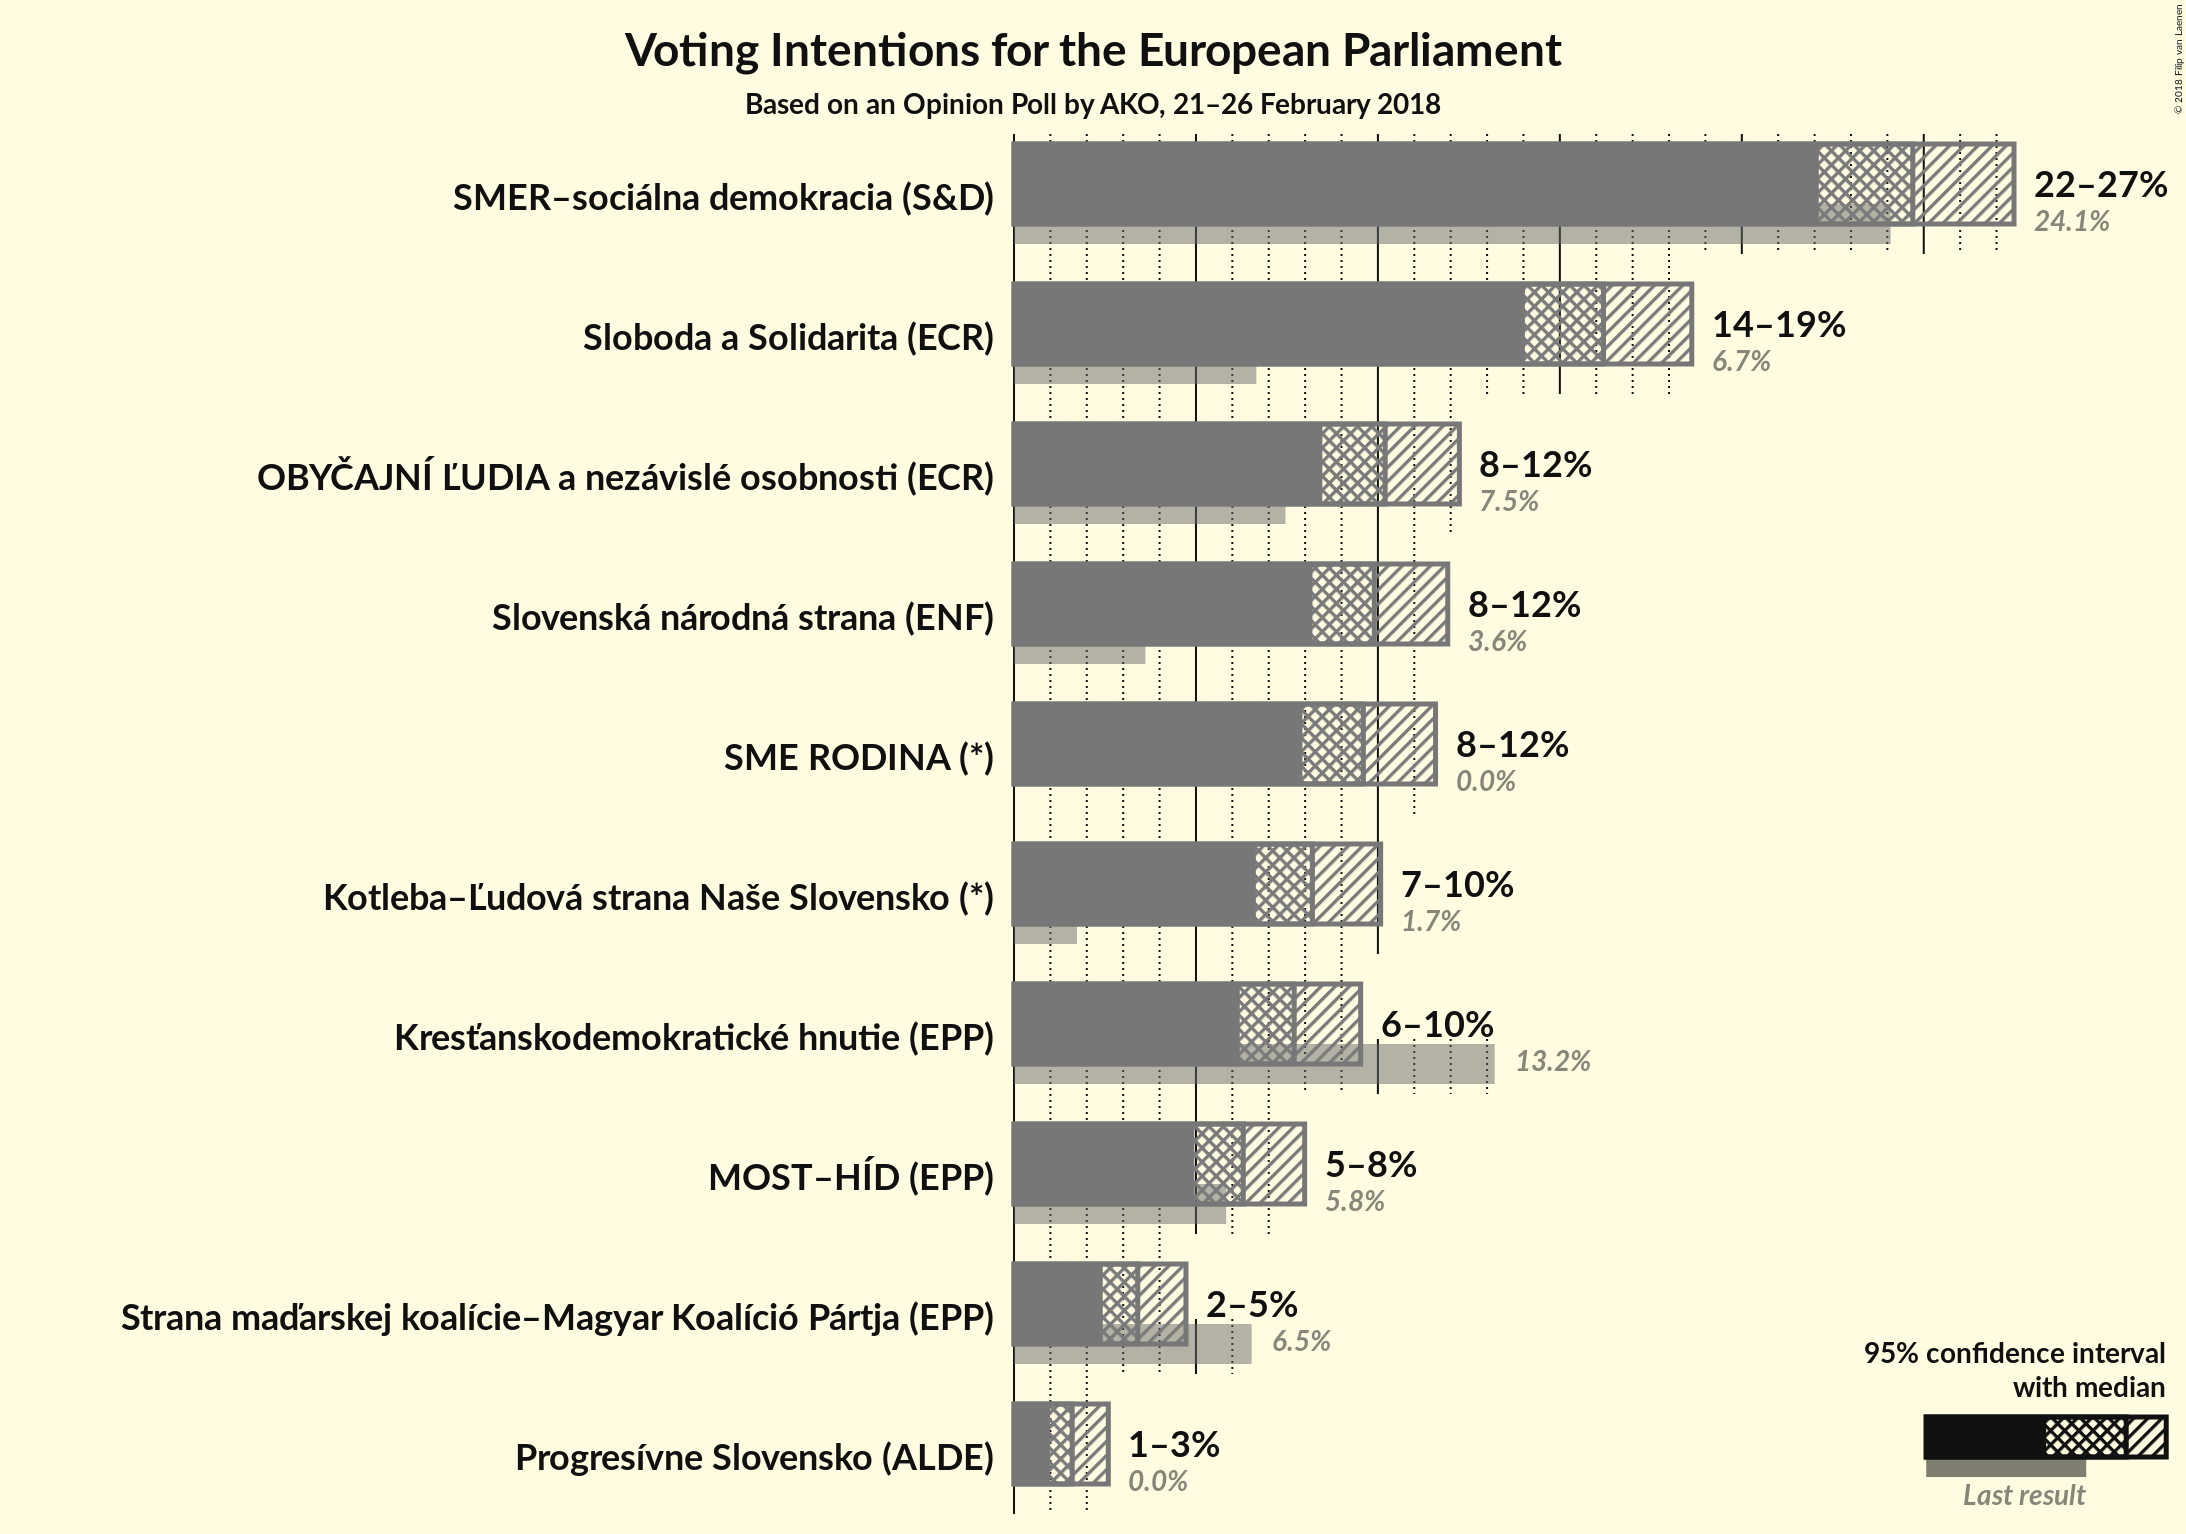 Voting Intentions for the European Parliament
Based on an Opinion Poll by AKO, 21–26 February 2018
© 2018 Filip van Laenen
SMER–sociálna demokracia (S&D)
22–27%
24.1%
Sloboda a Solidarita (ECR)
14–19%
6.7%
OBYČAJNÍ ĽUDIA a nezávislé osobnosti (ECR)
8–12%
7.5%
Slovenská národná strana (ENF)
8–12%
3.6%
SME RODINA (*)
8–12%
0.0%
Kotleba–Ľudová strana Naše Slovensko (*)
7–10%
1.7%
Kresťanskodemokratické hnutie (EPP)
6–10%
13.2%
MOST–HÍD (EPP)
5–8%
5.8%
Strana maďarskej koalície–Magyar Koalíció Pártja (EPP)
2–5%
6.5%
Progresívne Slovensko (ALDE)
1–3%
0.0%
95% confidence interval
with median
Last result